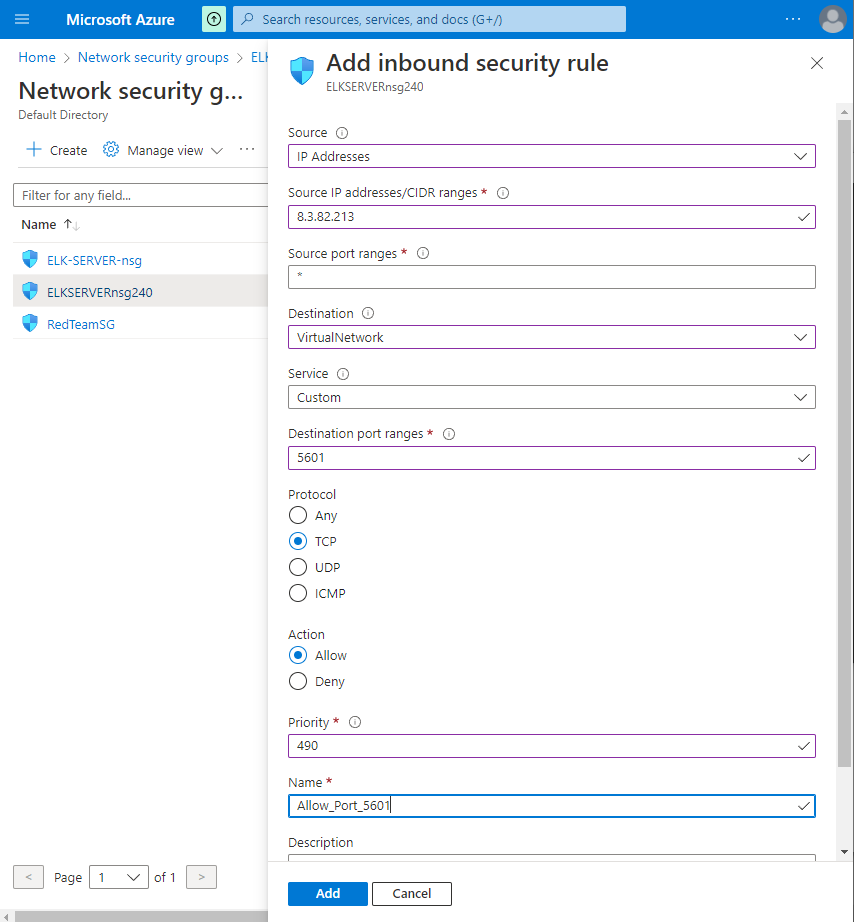 Microsoft Azure
Search resources, services, and docs (G+/)
Home > Network security groups > ELK
Network security g...
Default Directory
Create
Manage view
Filter for any field...
Name
ELK-SERVER-nsg
ELKSERVERnsg240
RedTeamSG
< Page 1 of 1 >
Add inbound security rule
ELKSERVERnsg240
Source
IP Addresses
Source IP addresses/CIDR ranges *
8.3.82.213
Source port ranges *
*
Destination
VirtualNetwork
Service
Custom
Destination port ranges *
5601
Protocol
Any
TCP
UDP
ICMP
Action
Allow
Deny
Priority *
490
Name *
Allow_Port_5601
Description
Add
Cancel